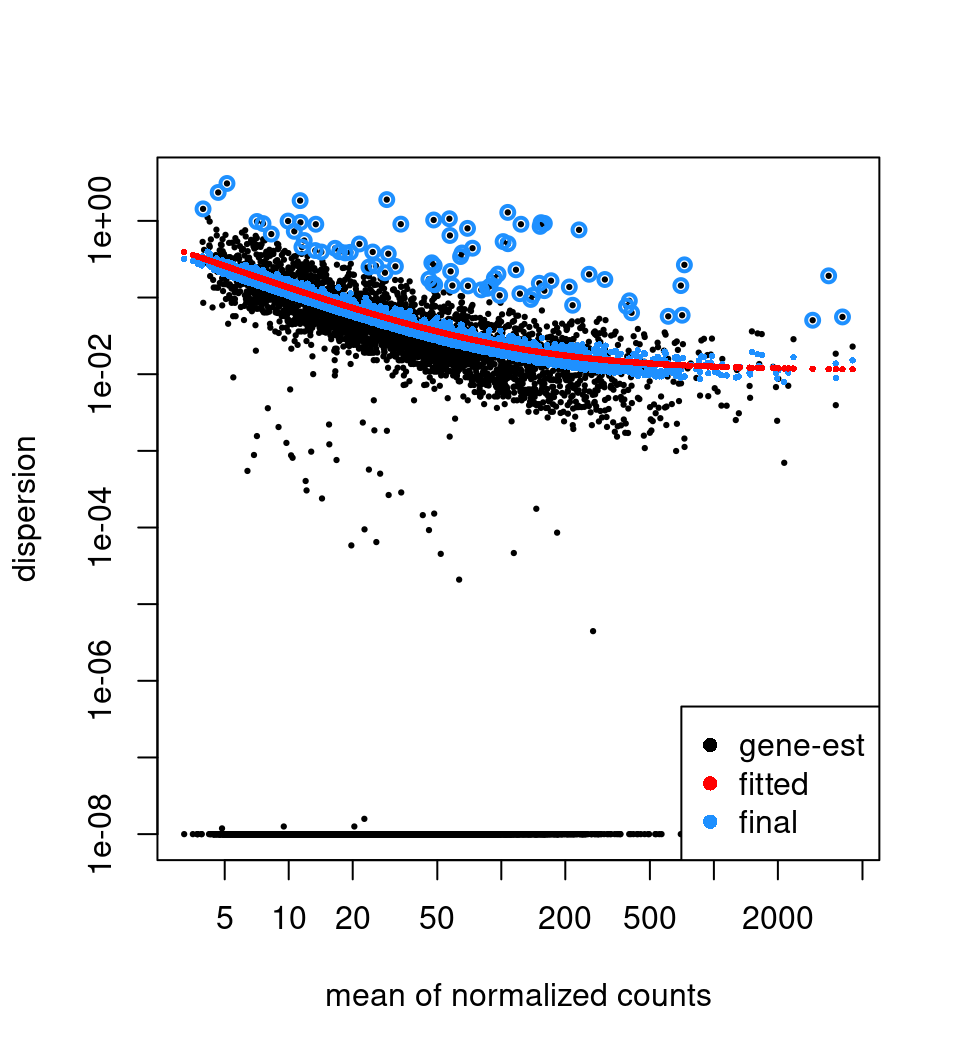 1e+00
1e-02
1e-04
1e-06
1e-08
dispersion
gene-est
fitted
final
5 10 20 50 200 500 2000
mean of normalized counts